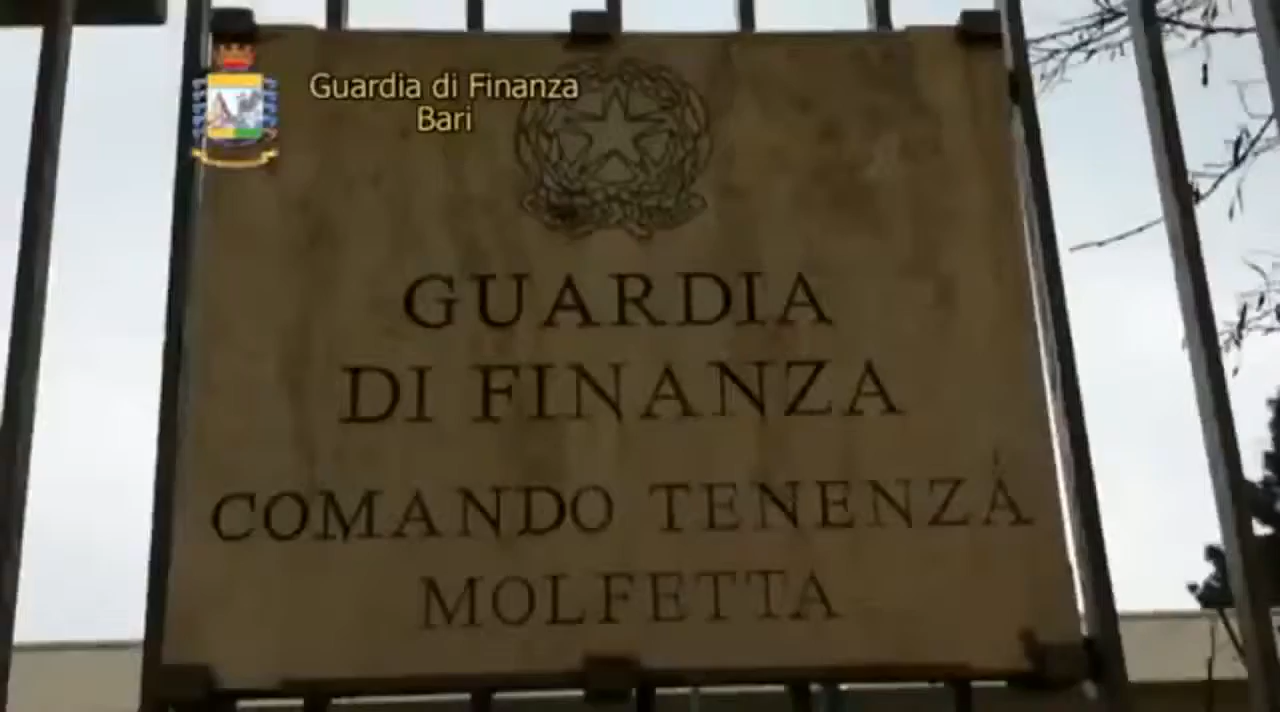 Guardia di Finanza
Bari
GUARDIA
DI FINANZA
COMANDO TENENZA
MOLFETTA